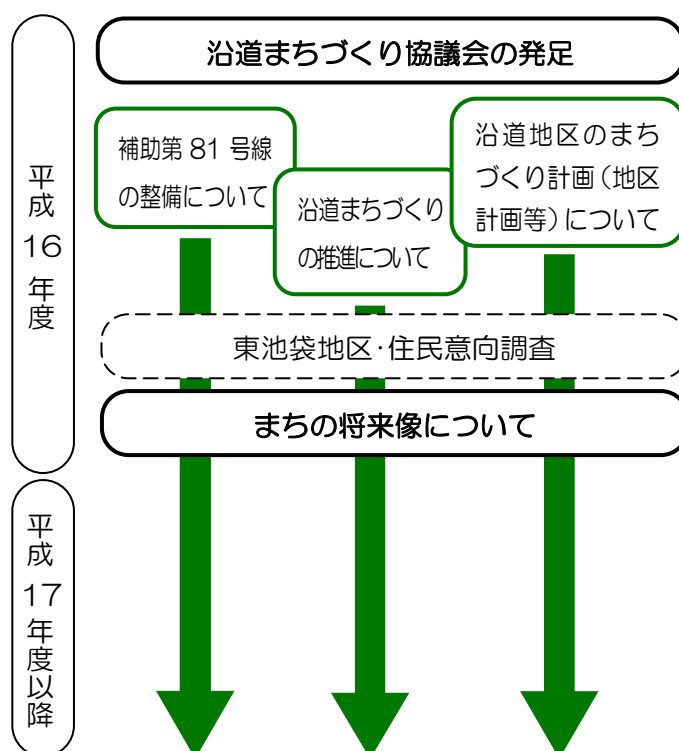 平成16年度
沿道まちづくり協議会の発足
補助第81号線
の整備について
沿道まちづくり
の推進について
沿道地区のまち
づくり計画(地区
計画等)について
東池袋地区･住民意向調査
まちの将来像について
平成17年度以降